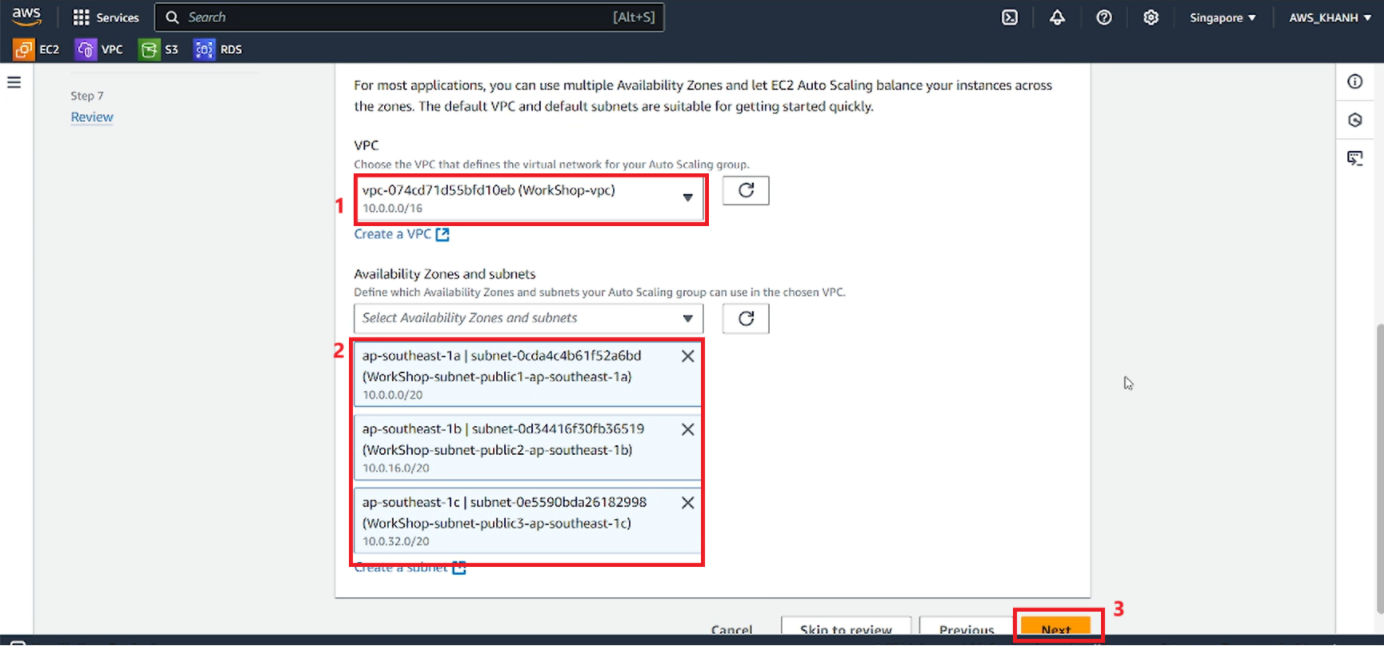 aws
Services
Search
[Alt+S]
Singapore
AWS_KHANH
EC2
VPC
S3
RDS
Step 7
Review
For most applications, you can use multiple Availability Zones and let EC2 Auto Scaling balance your instances across
the zones. The default VPC and default subnets are suitable for getting started quickly.
VPC
Choose the VPC that defines the virtual network for your Auto Scaling group.
1
vpc-074cd71d55bfd10eb (WorkShop-vpc)
10.0.0.0/16
Create a VPC
Availability Zones and subnets
Define which Availability Zones and subnets your Auto Scaling group can use in the chosen VPC.
Select Availability Zones and subnets
2
ap-southeast-1a | subnet-0cda4c4b61f52a6bd
(WorkShop-subnet-public1-ap-southeast-1a)
10.0.0.0/20
ap-southeast-1b | subnet-0d34416f30fb36519
(WorkShop-subnet-public2-ap-southeast-1b)
10.0.16.0/20
ap-southeast-1c | subnet-0e5590bda26182998
(WorkShop-subnet-public3-ap-southeast-1c)
10.0.32.0/20
Create a subnet
Cancel
Skip to review
Previous
Next
3